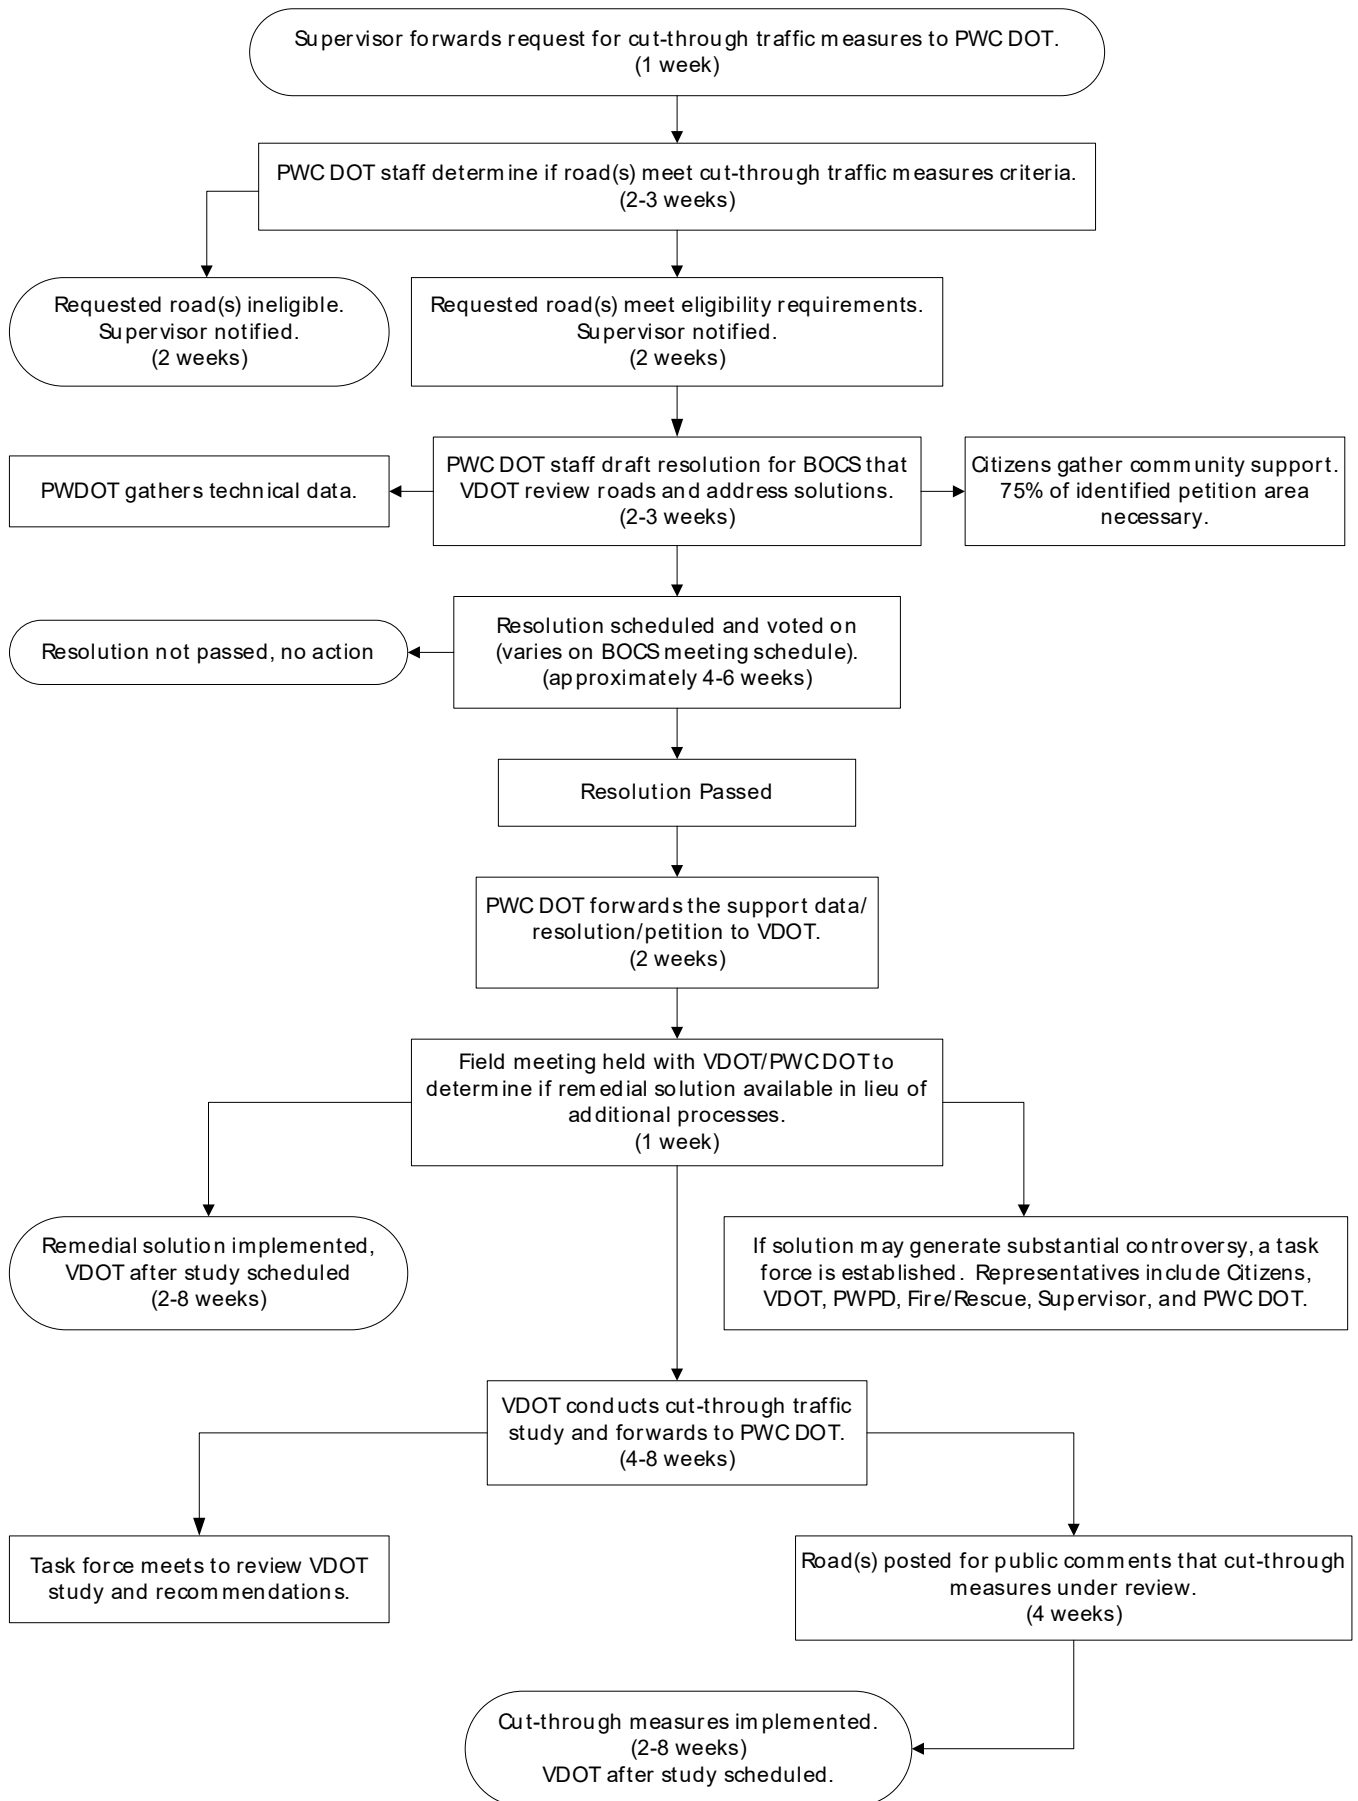 Supervisor forwards request for cut-through traffic measures to PWC DOT.
(1 week)
PWC DOT staff determine if road(s) meet cut-through traffic measures criteria.
(2-3 weeks)
Requested road(s) ineligible.
Supervisor notified.
(2 weeks)
Requested road(s) meet eligibility requirements.
Supervisor notified.
(2 weeks)
PWDOT gathers technical data.
PWC DOT staff draft resolution for BOCS that
VDOT review roads and address solutions.
(2-3 weeks)
Citizens gather community support.
75% of identified petition area
necessary.
Resolution not passed, no action
Resolution scheduled and voted on
(varies on BOCS meeting schedule).
(approximately 4-6 weeks)
Resolution Passed
PWC DOT forwards the support data/
resolution/petition to VDOT.
(2 weeks)
Field meeting held with VDOT/PWC DOT to
determine if remedial solution available in lieu of
additional processes.
(1 week)
Remedial solution implemented,
VDOT after study scheduled
(2-8 weeks)
If solution may generate substantial controversy, a task
force is established.  Representatives include Citizens,
VDOT, PWPD, Fire/Rescue, Supervisor, and PWC DOT.
VDOT conducts cut-through traffic
study and forwards to PWC DOT.
(4-8 weeks)
Task force meets to review VDOT
study and recommendations.
Road(s) posted for public comments that cut-through
measures under review.
(4 weeks)
Cut-through measures implemented.
(2-8 weeks)
VDOT after study scheduled.